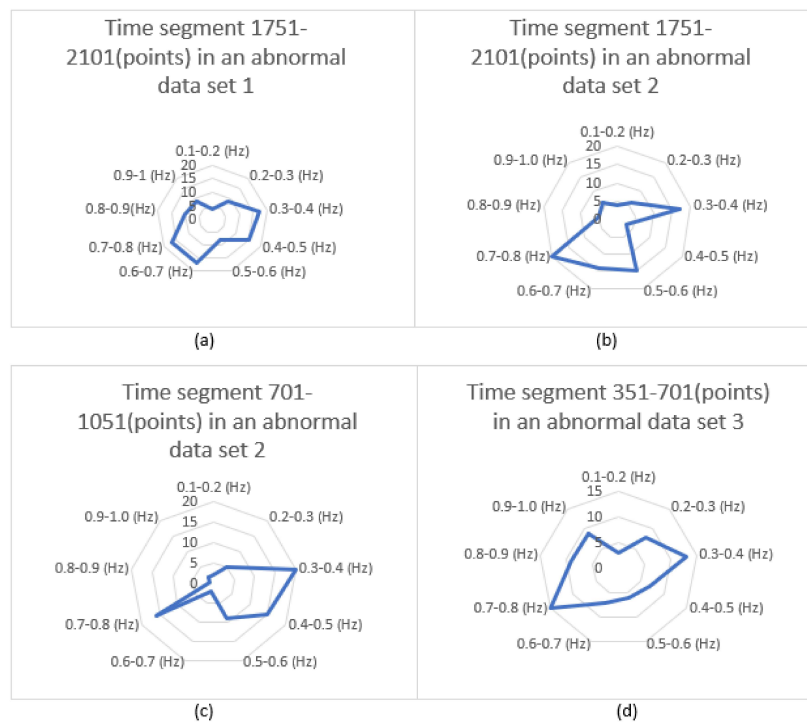 Time segment 1751-
2101(points) in an abnormal
data set 1
0.1-0.2 (Hz)
20
15
10
5
0
0.2-0.3 (Hz)
0.3-0.4 (Hz)
0.4-0.5 (Hz)
0.5-0.6 (Hz)
0.6-0.7 (Hz)
0.7-0.8 (Hz)
0.8-0.9(Hz)
0.9-1 (Hz)
(a)
Time segment 1751-
2101(points) in an abnormal
data set 2
0.1-0.2 (Hz)
20
15
10
5
0
0.2-0.3 (Hz)
0.3-0.4 (Hz)
0.4-0.5 (Hz)
0.5-0.6 (Hz)
0.6-0.7 (Hz)
0.7-0.8 (Hz)
0.8-0.9 (Hz)
0.9-1.0 (Hz)
(b)
Time segment 701-
1051(points) in an abnormal
data set 2
0.1-0.2 (Hz)
20
15
10
5
0
0.2-0.3 (Hz)
0.3-0.4 (Hz)
0.4-0.5 (Hz)
0.5-0.6 (Hz)
0.6-0.7 (Hz)
0.7-0.8 (Hz)
0.8-0.9 (Hz)
0.9-1.0 (Hz)
(c)
Time segment 351-701(points)
in an abnormal data set 3
0.1-0.2 (Hz)
15
10
5
0
0.2-0.3 (Hz)
0.3-0.4 (Hz)
0.4-0.5 (Hz)
0.5-0.6 (Hz)
0.6-0.7 (Hz)
0.7-0.8 (Hz)
0.8-0.9 (Hz)
0.9-1.0 (Hz)
(d)